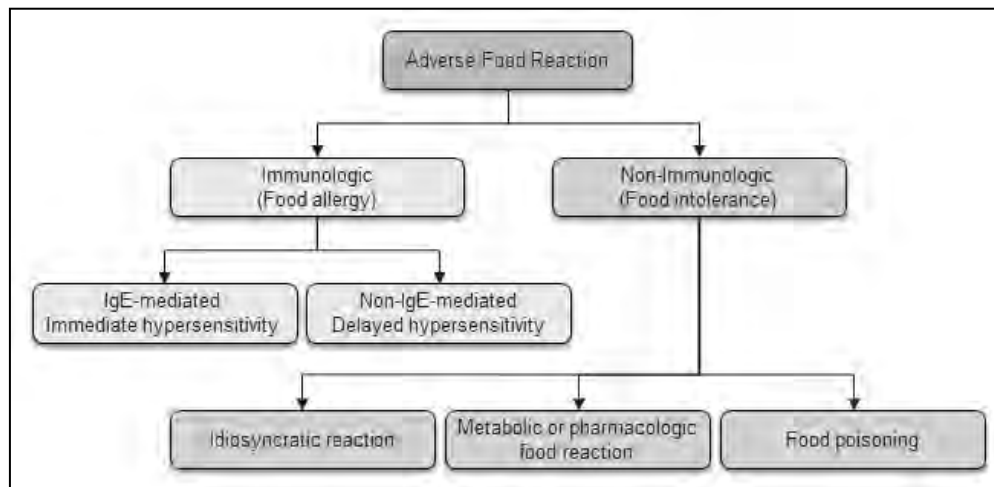 Adverse Food Reaction
Immunologic
(Food allergy)
Non-Immunologic
(Food intolerance)
IgE-mediated
Immediate hypersensitivity
Non-IgE-mediated
Delayed hypersensitivity
Idiosyncratic reaction
Metabolic or pharmacologic
food reaction
Food poisoning